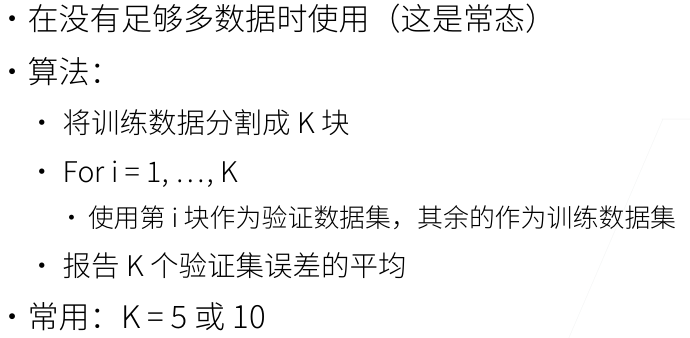 • 在没有足够多数据时使用（这是常态）
• 算法：
• 将训练数据分割成 K 块
• For i = 1, …, K
• 使用第 i 块作为验证数据集，其余的作为训练数据集
• 报告 K 个验证集误差的平均
• 常用：K = 5 或 10